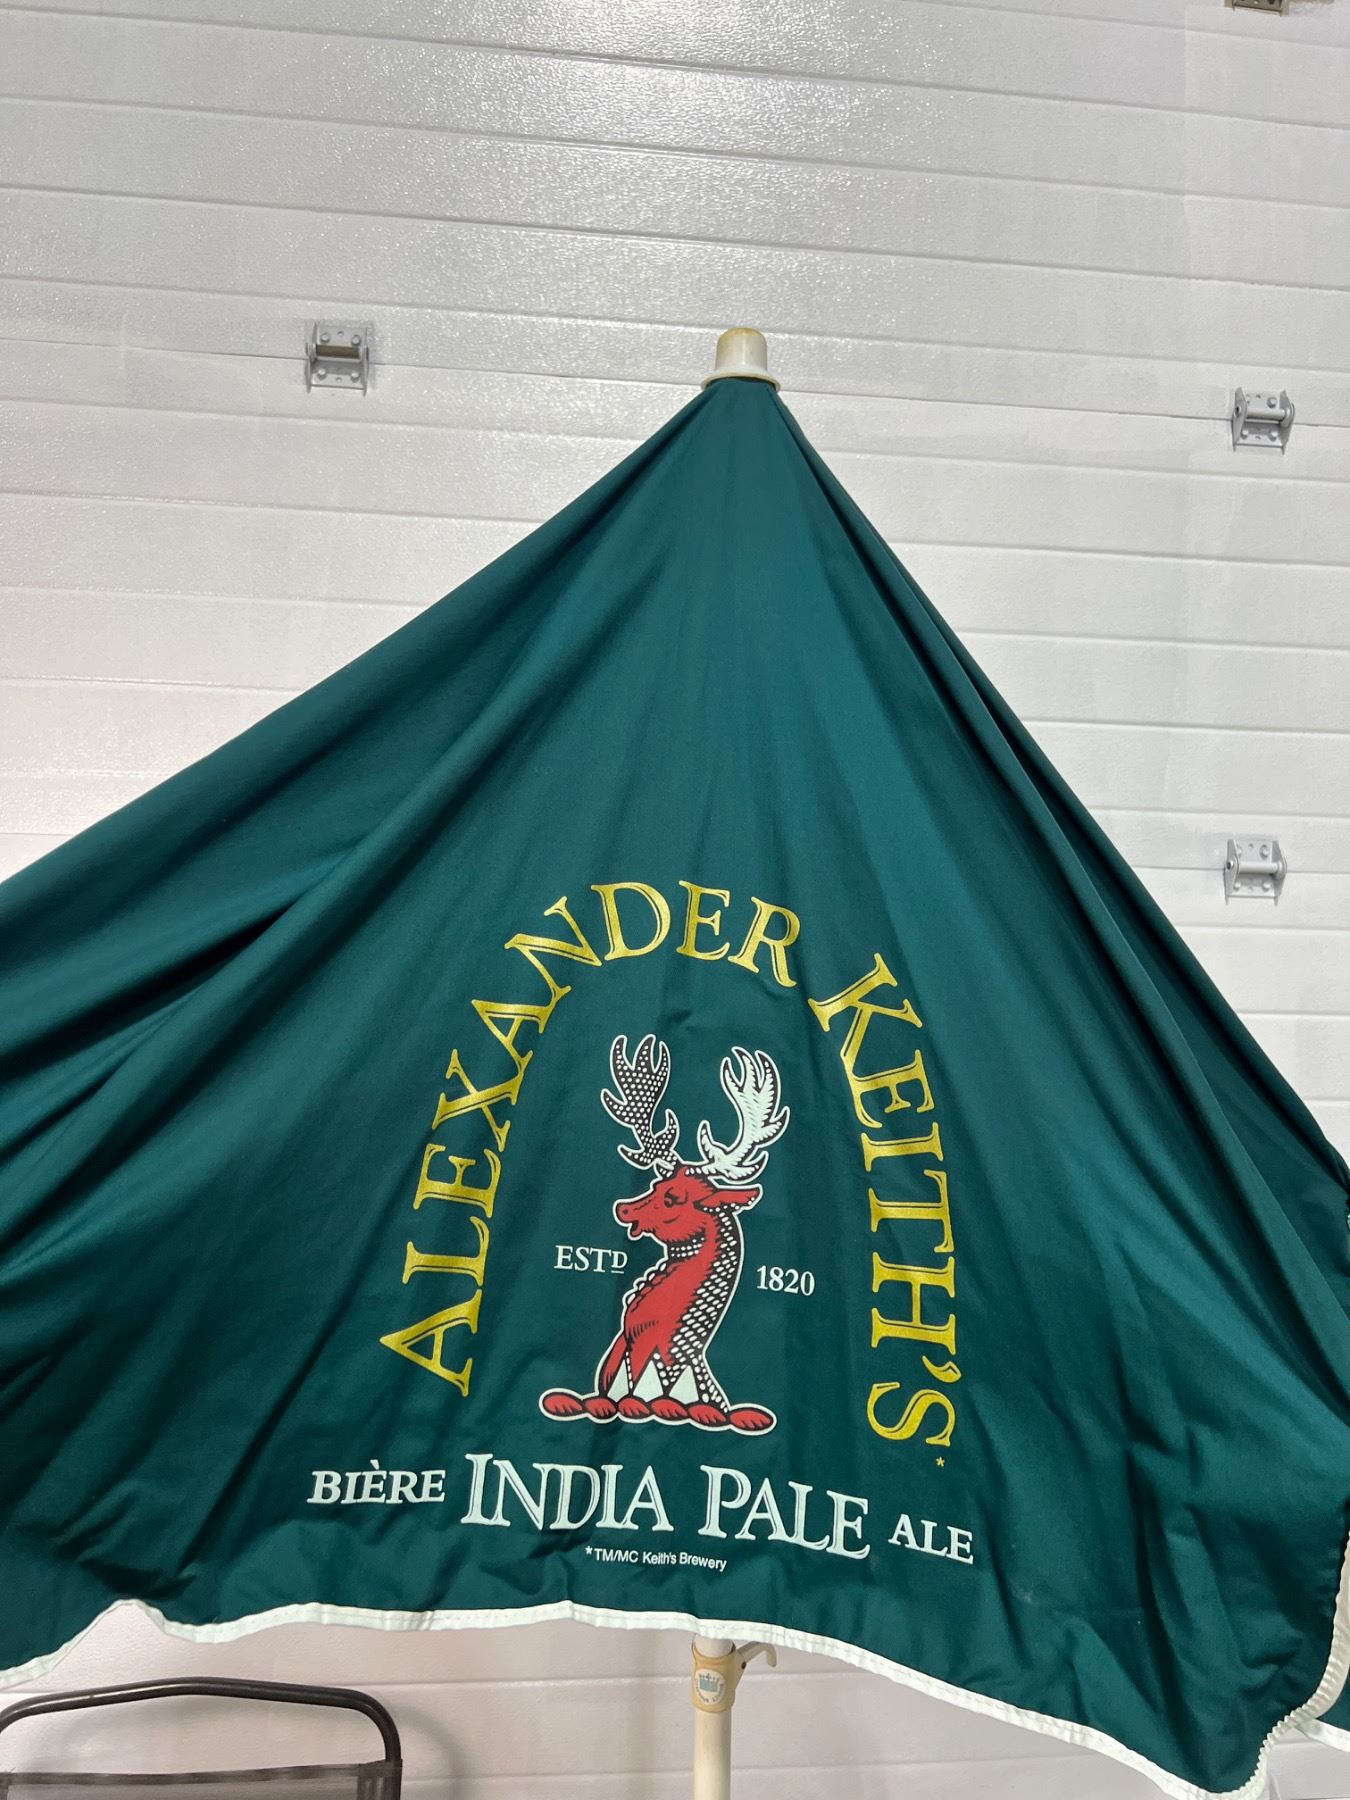 ALEXANDER KEITH'S*
ESTD 1820
BIÈRE INDIA PALE ALE
*TM/MC Keith's Brewery